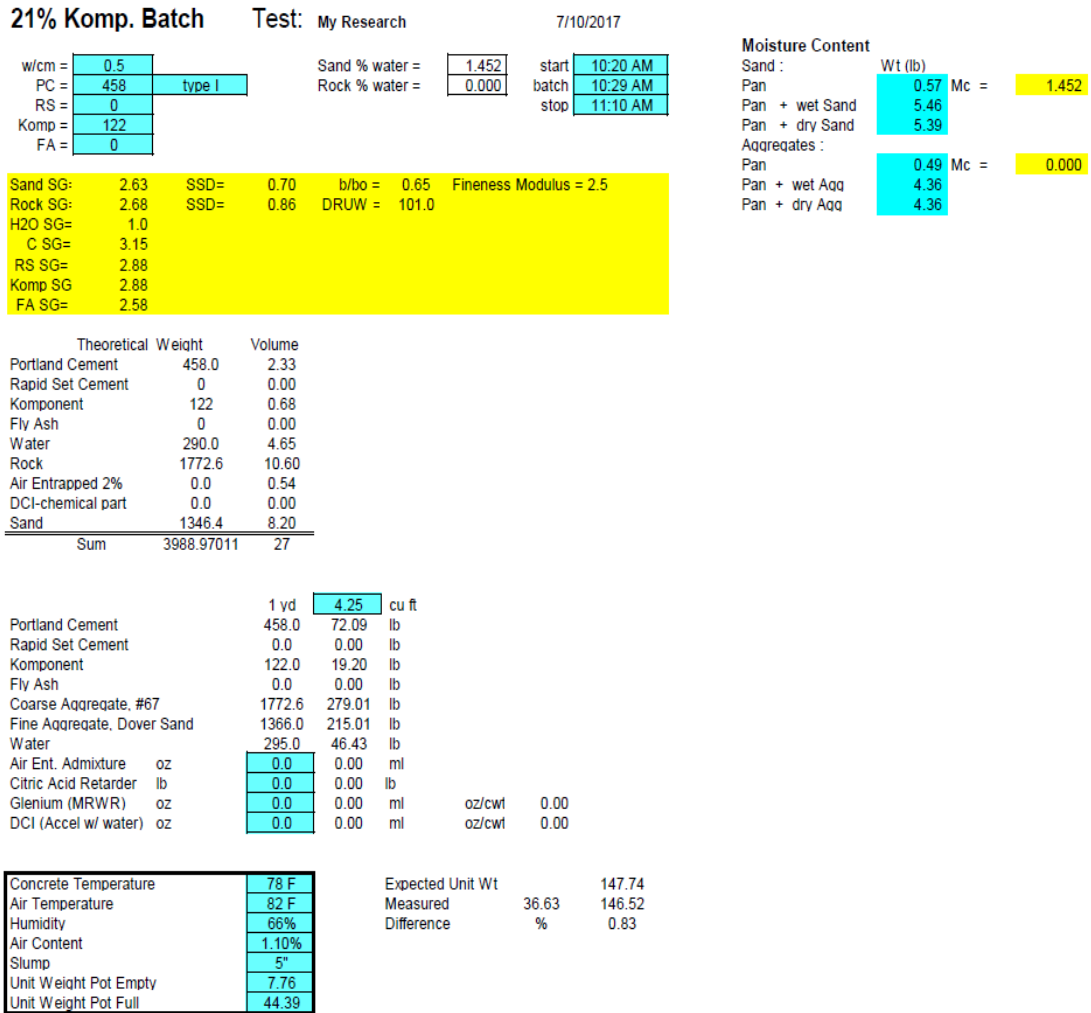 21% Komp. Batch Test: My Research 7/10/2017
Moisture Content
w/cm = 0.5 Sand % water = 1.452 start 10:20 AM Sand : Wt (lb)
PC = 458 type I Rock % water = 0.000 batch 10:29 AM Pan 0.57 Mc = 1.452
RS = 0 stop 11:10 AM Pan + wet Sand 5.46
Komp = 122 Pan + dry Sand 5.39
FA = 0 Aggregates :
Pan 0.49 Mc = 0.000
Sand SG: 2.63 SSD= 0.70 b/bo = 0.65 Fineness Modulus = 2.5 Pan + wet Agg 4.36
Rock SG: 2.68 SSD= 0.86 DRUW = 101.0 Pan + dry Agg 4.36
H2O SG= 1.0
C SG= 3.15
RS SG= 2.88
Komp SG 2.88
FA SG= 2.58
Theoretical Weight Volume
Portland Cement 458.0 2.33
Rapid Set Cement 0 0.00
Komponent 122 0.68
Fly Ash 0 0.00
Water 290.0 4.65
Rock 1772.6 10.60
Air Entrapped 2% 0.0 0.54
DCI-chemical part 0.0 0.00
Sand 1346.4 8.20
Sum 3988.97011 27
1 yd 4.25 cu ft
Portland Cement 458.0 72.09 lb
Rapid Set Cement 0.0 0.00 lb
Komponent 122.0 19.20 lb
Fly Ash 0.0 0.00 lb
Coarse Aggregate, #67 1772.6 279.01 lb
Fine Aggregate, Dover Sand 1366.0 215.01 lb
Water 295.0 46.43 lb
Air Ent. Admixture oz 0.0 0.00 ml
Citric Acid Retarder lb 0.0 0.00 lb
Glenium (MRWR) oz 0.0 0.00 ml oz/cwt 0.00
DCI (Accel w/ water) oz 0.0 0.00 ml oz/cwt 0.00
Concrete Temperature 78 F Expected Unit Wt 147.74
Air Temperature 82 F Measured 36.63 146.52
Humidity 66% Difference % 0.83
Air Content 1.10%
Slump 5"
Unit Weight Pot Empty 7.76
Unit Weight Pot Full 44.39